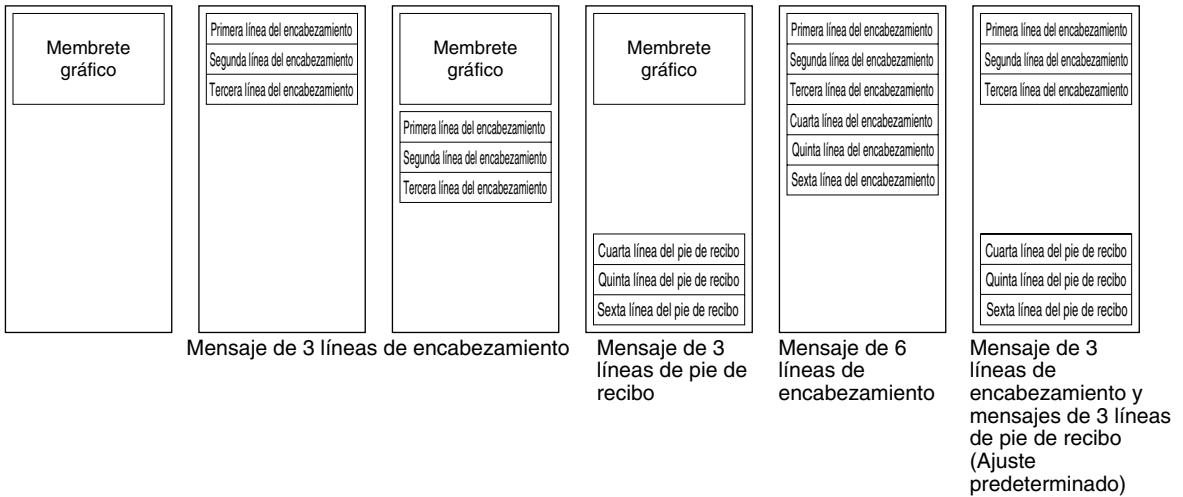 Membrete
gráfico
Primera línea del encabezamiento
Segunda línea del encabezamiento
Tercera línea del encabezamiento
Membrete
gráfico
Primera línea del encabezamiento
Segunda línea del encabezamiento
Tercera línea del encabezamiento
Membrete
gráfico
Cuarta línea del pie de recibo
Quinta línea del pie de recibo
Sexta línea del pie de recibo
Primera línea del encabezamiento
Segunda línea del encabezamiento
Tercera línea del encabezamiento
Cuarta línea del encabezamiento
Quinta línea del encabezamiento
Sexta línea del encabezamiento
Primera línea del encabezamiento
Segunda línea del encabezamiento
Tercera línea del encabezamiento
Cuarta línea del pie de recibo
Quinta línea del pie de recibo
Sexta línea del pie de recibo
Mensaje de 3 líneas de encabezamiento
Mensaje de 3
líneas de pie de
recibo
Mensaje de 6
líneas de
encabezamiento
Mensaje de 3
líneas de
encabezamiento y
mensajes de 3 líneas
de pie de recibo
(Ajuste
predeterminado)